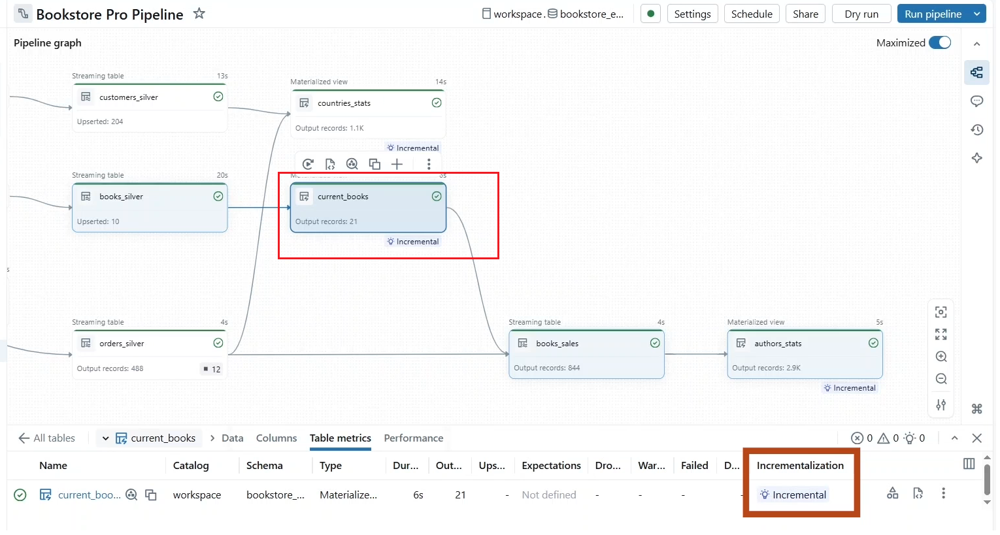 Bookstore Pro Pipeline
workspace. bookstore_e...
Settings
Schedule
Share
Dry run
Run pipeline
Pipeline graph
Maximized
Streaming table 13s
customers_silver
Upserted: 204
Materialized view 14s
countries_stats
Output records: 1.1K
Incremental
Streaming table 20s
books_silver
Upserted: 10
current_books
Output records: 21
Incremental
s
Streaming table 4s
orders_silver
Output records: 488
12
Streaming table 4s
books_sales
Output records: 844
Materialized view 5s
authors_stats
Output records: 2.9K
Incremental
All tables
current_books
Data
Columns
Table metrics
Performance
0 0 0
Name Catalog Schema Type Dur... Out... Ups... Expectations Dro... War... Failed D... Incrementalization
current_boo... workspace bookstore_... Materialize... 6s 21 - Not defined - - - - Incremental